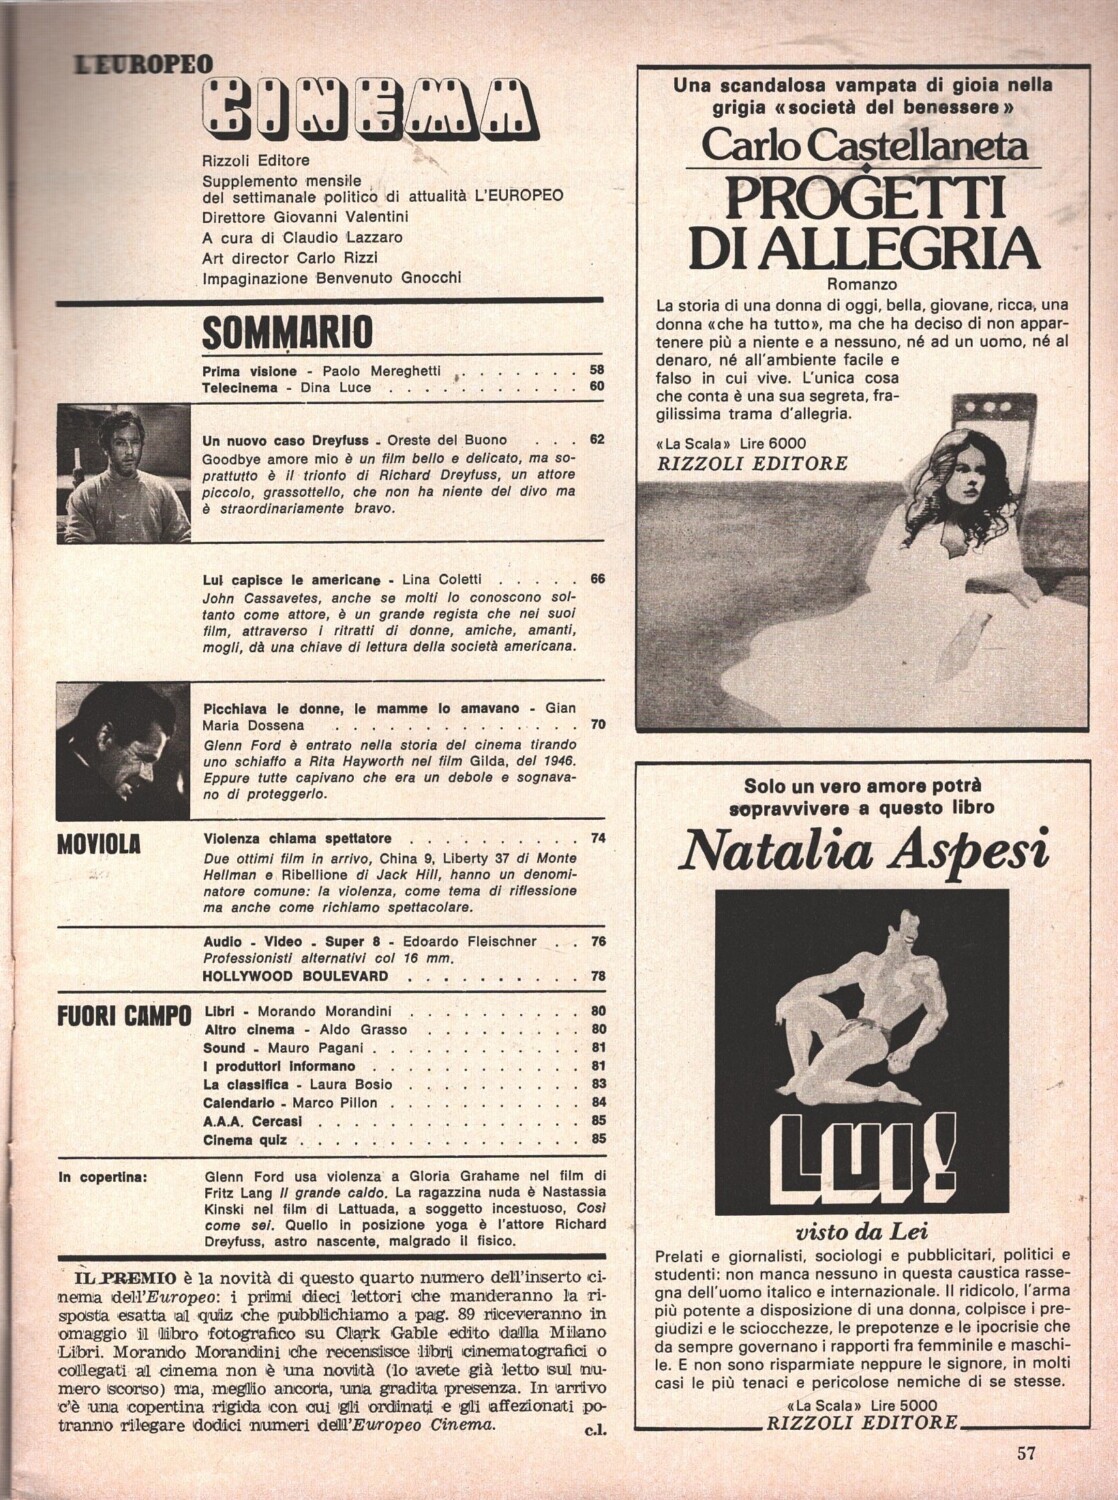 L'EUROPEO
CINEMA
Rizzoli Editore
Supplemento mensile
del settimanale politico di attualità L'EUROPEO
Direttore Giovanni Valentini
A cura di Claudio Lazzaro
Art director Carlo Rizzi
Impaginazione Benvenuto Gnocchi
SOMMARIO
Prima visione - Paolo Mereghetti . . . . . . . 58
Telecinema - Dina Luce . . . . . . . . . . . 60
Un nuovo caso Dreyfuss - Oreste del Buono . . . 62
Goodbye amore mio è un film bello e delicato, ma so-
prattutto è il trionfo di Richard Dreyfuss, un attore
piccolo, grassottello, che non ha niente del divo ma
è straordinariamente bravo.
Lui capisce le americane - Lina Coletti . . . . . 66
John Cassavetes, anche se molti lo conoscono sol-
tanto come attore, è un grande regista che nei suoi
film, attraverso i ritratti di donne, amiche, amanti,
mogli, dà una chiave di lettura della società americana.
Picchiava le donne, le mamme lo amavano - Gian
Maria Dossena . . . . . . . . . . . . . . 70
Glenn Ford è entrato nella storia del cinema tirando
uno schiaffo a Rita Hayworth nel film Gilda, del 1946.
Eppure tutte capivano che era un debole e sognava-
no di proteggerlo.
MOVIOLA
Violenza chiama spettatore . . . . . . . . . . 74
Due ottimi film in arrivo, China 9, Liberty 37 di Monte
Hellman e Ribellione di Jack Hill, hanno un denomi-
natore comune: la violenza, come tema di riflessione
ma anche come richiamo spettacolare.
Audio - Video - Super 8 - Edoardo Fleischner . . 76
Professionisti alternativi col 16 mm.
HOLLYWOOD BOULEVARD . . . . . . . . . . 78
FUORI CAMPO
Libri - Morando Morandini . . . . . . . . . . 80
Altro cinema - Aldo Grasso . . . . . . . . . 80
Sound - Mauro Pagani . . . . . . . . . . . . 81
I produttori informano . . . . . . . . . . . . 81
La classifica - Laura Bosio . . . . . . . . . . 83
Calendario - Marco Pillon . . . . . . . . . . . 84
A.A.A. Cercasi . . . . . . . . . . . . . . . 85
Cinema quiz . . . . . . . . . . . . . . . . 85
In copertina:
Glenn Ford usa violenza a Gloria Grahame nel film di
Fritz Lang Il grande caldo. La ragazzina nuda è Nastassia
Kinski nel film di Lattuada, a soggetto incestuoso, Così
come sei. Quello in posizione yoga è l'attore Richard
Dreyfuss, astro nascente, malgrado il fisico.
IL PREMIO è la novità di questo quarto numero dell'inserto ci-
nema dell'Europeo: i primi dieci lettori che manderanno la ri-
sposta esatta al quiz che pubblichiamo a pag. 89 riceveranno in
omaggio il libro fotografico su Clark Gable edito dalla Milano
Libri. Morando Morandini che recensisce libri cinematografici o
collegati al cinema non è una novità (lo avete già letto sul nu-
mero scorso) ma, meglio ancora, una gradita presenza. In arrivo
c'è una copertina rigida con cui gli ordinati e gli affezionati po-
tranno rilegare dodici numeri dell'Europeo Cinema.
c.l.
Una scandalosa vampata di gioia nella
grigia «società del benessere»
Carlo Castellaneta
PROGETTI
DI ALLEGRIA
Romanzo
La storia di una donna di oggi, bella, giovane, ricca, una
donna «che ha tutto», ma che ha deciso di non appar-
tenere più a niente e a nessuno, né ad un uomo, né al
denaro, né all'ambiente facile e
falso in cui vive. L'unica cosa
che conta è una sua segreta, fra-
gilissima trama d'allegria.
«La Scala» Lire 6000
RIZZOLI EDITORE
Solo un vero amore potrà
sopravvivere a questo libro
Natalia Aspesi
LUI!
visto da Lei
Prelati e giornalisti, sociologi e pubblicitari, politici e
studenti: non manca nessuno in questa caustica rasse-
gna dell'uomo italico e internazionale. Il ridicolo, l'arma
più potente a disposizione di una donna, colpisce i pre-
giudizi e le sciocchezze, le prepotenze e le ipocrisie che
da sempre governano i rapporti fra femminile e maschi-
le. E non sono risparmiate neppure le signore, in molti
casi le più tenaci e pericolose nemiche di se stesse.
«La Scala» Lire 5000
RIZZOLI EDITORE
57